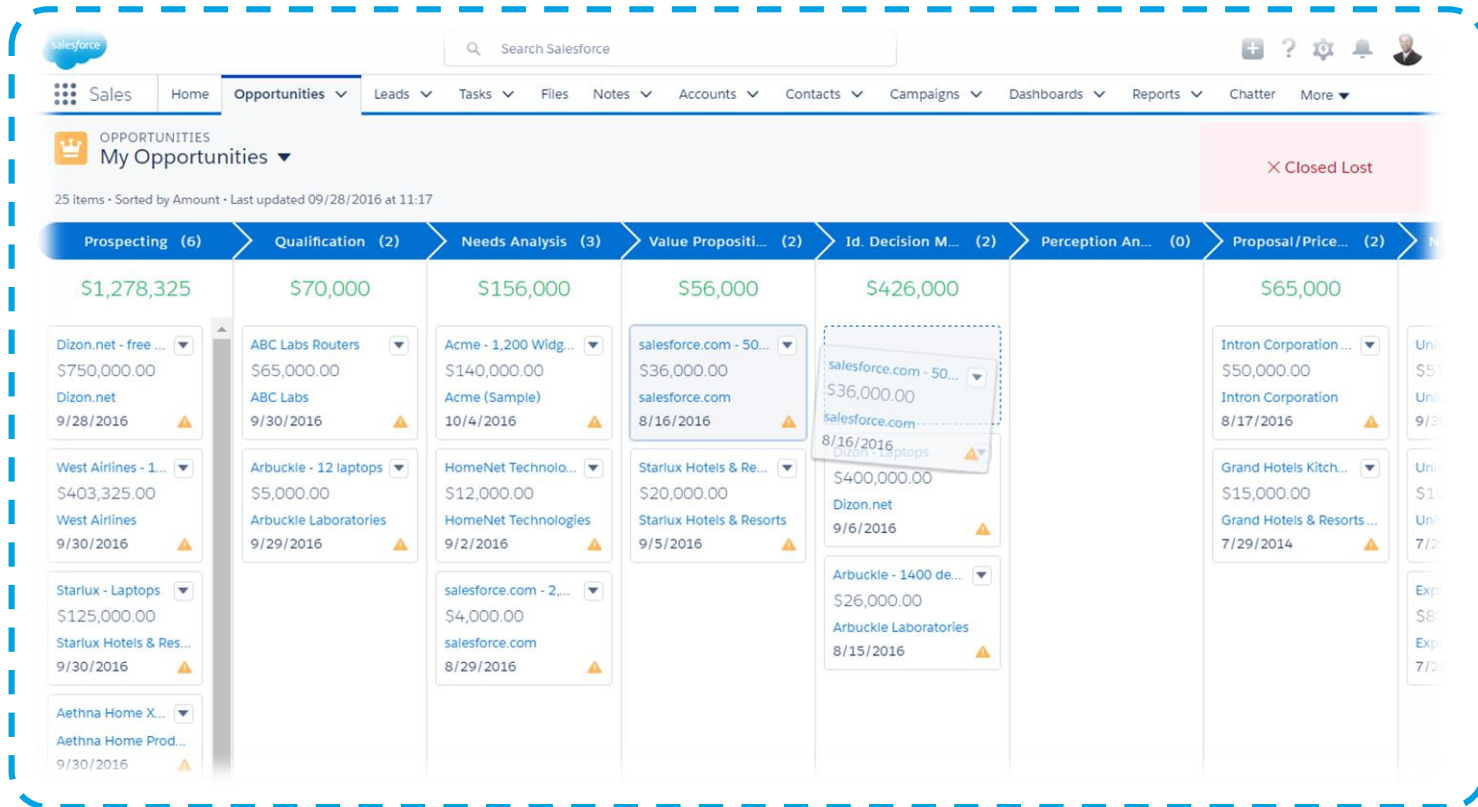 salesforce
Search Salesforce
Sales Home Opportunities Leads Tasks Files Notes Accounts Contacts Campaigns Dashboards Reports Chatter More
OPPORTUNITIES
My Opportunities
Closed Lost
25 items • Sorted by Amount • Last updated 09/28/2016 at 11:17
Prospecting (6) Qualification (2) Needs Analysis (3) Value Propositi... (2) Id. Decision M... (2) Perception An... (0) Proposal/Price... (2)
$1,278,325 $70,000 $156,000 $56,000 $426,000 $65,000
Dizon.net - free ...
$750,000.00
Dizon.net
9/28/2016
West Airlines - 1...
$403,325.00
West Airlines
9/30/2016
Starlux - Laptops
$125,000.00
Starlux Hotels & Res...
9/30/2016
Aethna Home X...
Aethna Home Prod...
9/30/2016
ABC Labs Routers
$65,000.00
ABC Labs
9/30/2016
Arbuckle - 12 laptops
$5,000.00
Arbuckle Laboratories
9/29/2016
Acme - 1,200 Widg...
$140,000.00
Acme (Sample)
10/4/2016
HomeNet Technolo...
$12,000.00
HomeNet Technologies
9/2/2016
salesforce.com - 2,...
$4,000.00
salesforce.com
8/29/2016
salesforce.com - 50...
$36,000.00
salesforce.com
8/16/2016
Starlux Hotels & Re...
$20,000.00
Starlux Hotels & Resorts
9/5/2016
salesforce.com - 50...
$36,000.00
salesforce.com
8/16/2016
Dizon - Laptops
$400,000.00
Dizon.net
9/6/2016
Arbuckle - 1400 de...
$26,000.00
Arbuckle Laboratories
8/15/2016
Intron Corporation ...
$50,000.00
Intron Corporation
8/17/2016
Grand Hotels Kitch...
$15,000.00
Grand Hotels & Resorts ...
7/29/2014